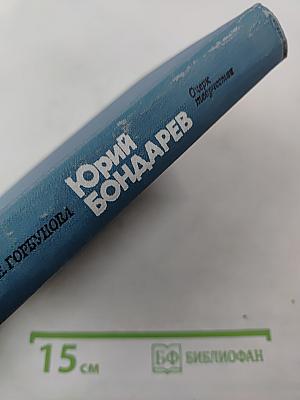 Е. ГОРБУНОВА
Юрий
БОНДАРЕВ
Очерк
творчества
15 см
БФ БИБЛИОФАН